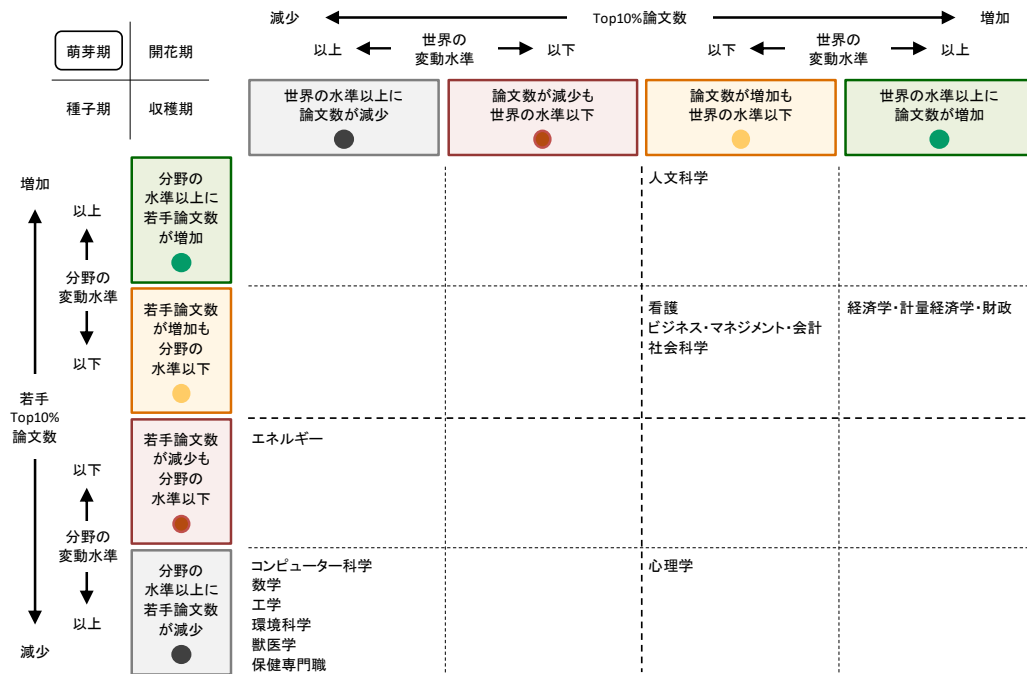 減少
Top10%論文数
増加
以上
世界の
変動水準
以下
以下
世界の
変動水準
以上
萌芽期
開花期
種子期
収穫期
世界の水準以上に
論文数が減少
論文数が減少も
世界の水準以下
論文数が増加も
世界の水準以下
世界の水準以上に
論文数が増加
増加
以上
分野の
変動水準
以下
若手
Top10%
論文数
以下
分野の
変動水準
以上
減少
分野の
水準以上に
若手論文数
が増加
人文科学
若手論文数
が増加も
分野の
水準以下
看護
ビジネス・マネジメント・会計
社会科学
経済学・計量経済学・財政
若手論文数
が減少も
分野の
水準以下
エネルギー
分野の
水準以上に
若手論文数
が減少
コンピューター科学
数学
工学
環境科学
獣医学
保健専門職
心理学